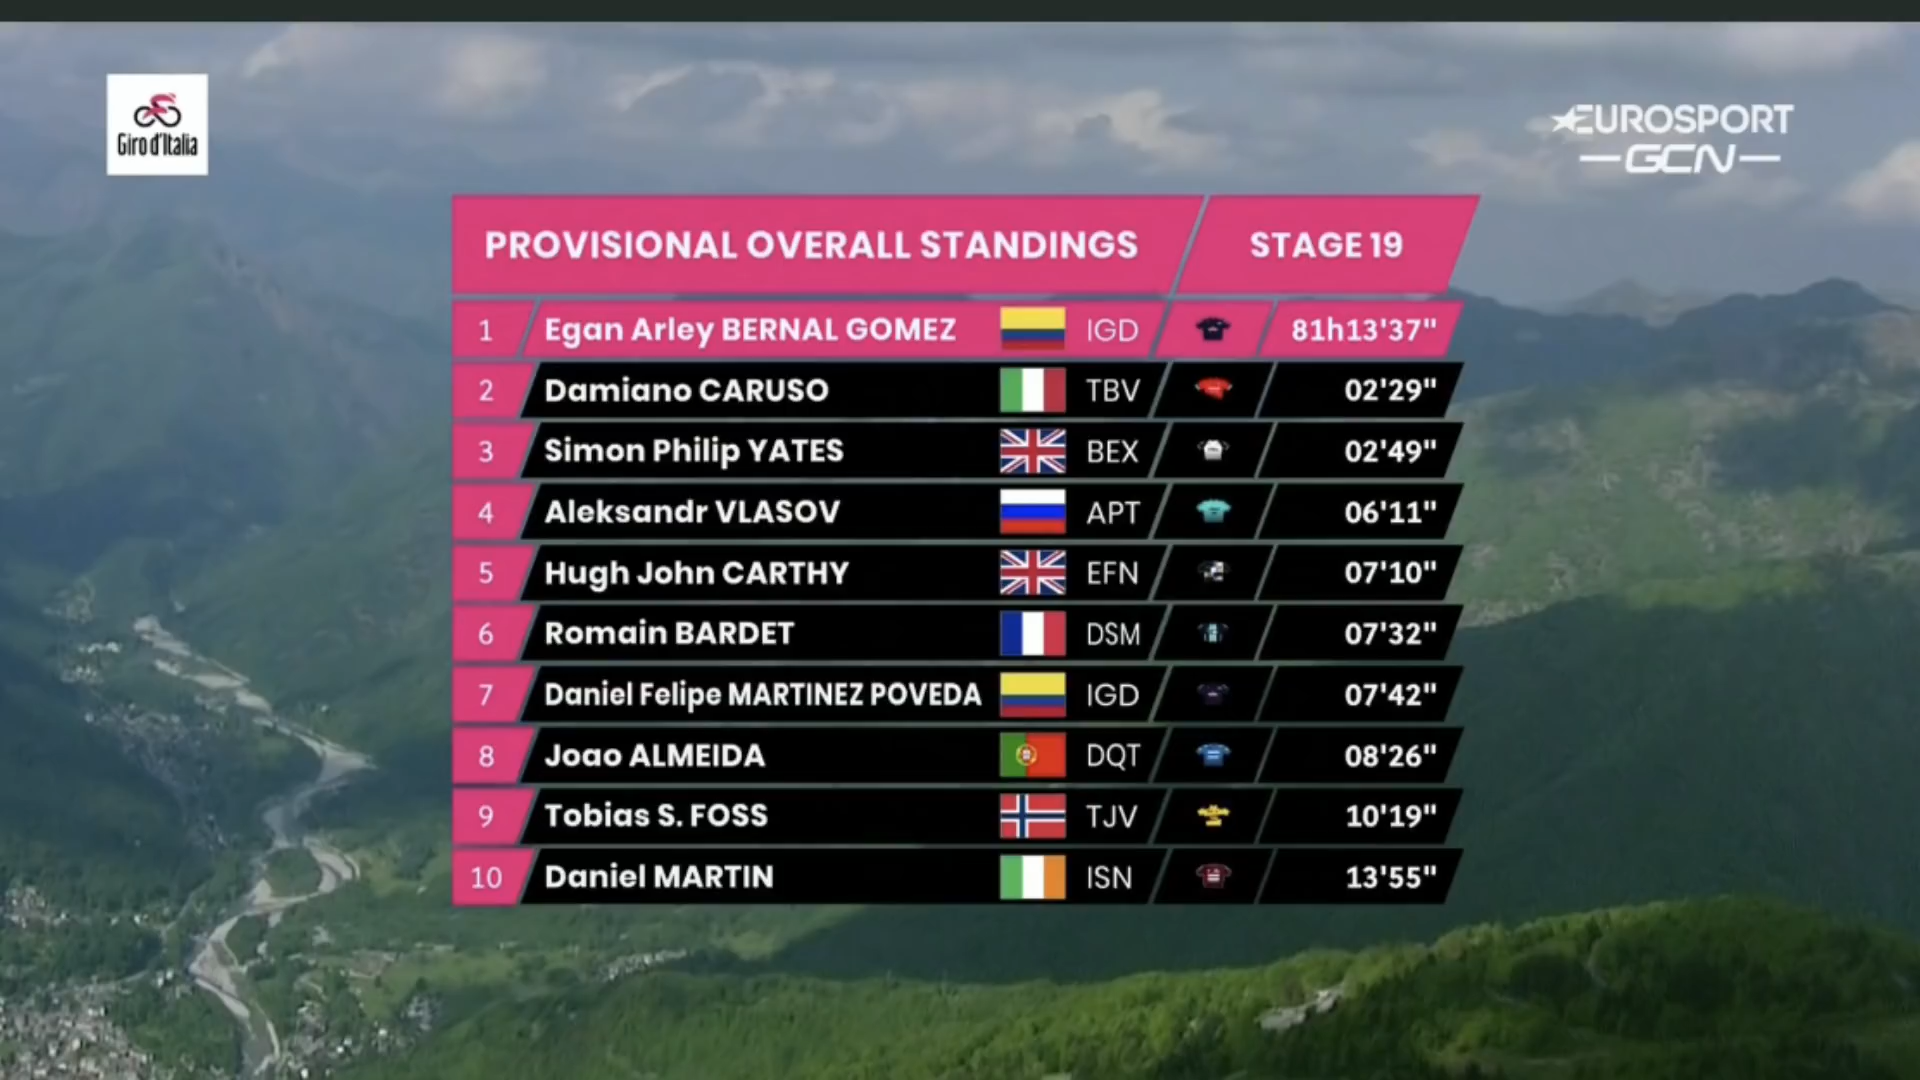 Giro d'Italia
EUROSPORT
GCN
PROVISIONAL OVERALL STANDINGS STAGE 19
1 Egan Arley BERNAL GOMEZ IGD 81h13'37"
2 Damiano CARUSO TBV 02'29"
3 Simon Philip YATES BEX 02'49"
4 Aleksandr VLASOV APT 06'11"
5 Hugh John CARTHY EFN 07'10"
6 Romain BARDET DSM 07'32"
7 Daniel Felipe MARTINEZ POVEDA IGD 07'42"
8 Joao ALMEIDA DQT 08'26"
9 Tobias S. FOSS TJV 10'19"
10 Daniel MARTIN ISN 13'55"